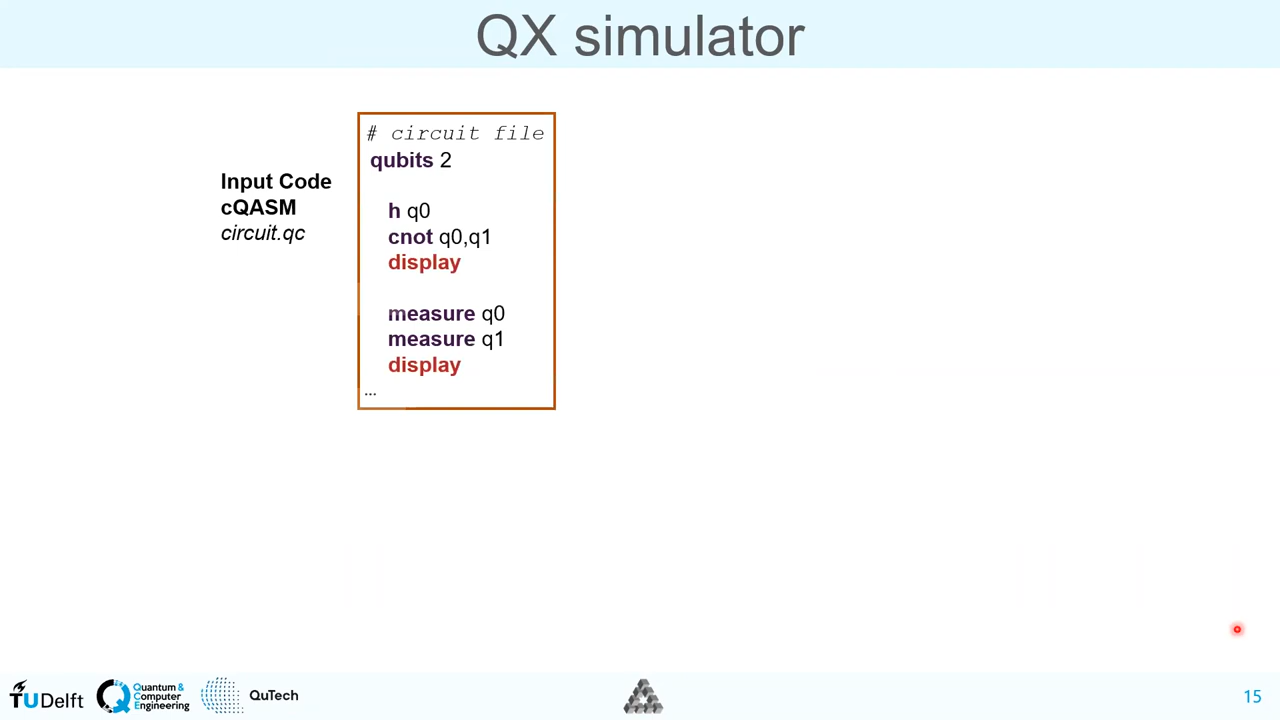 QX simulator
Input Code
cQASM
circuit.qc
# circuit file
qubits 2
h q0
cnot q0,q1
display
measure q0
measure q1
display
...
TUDelft
Quantum &
Computer
Engineering
QuTech
15